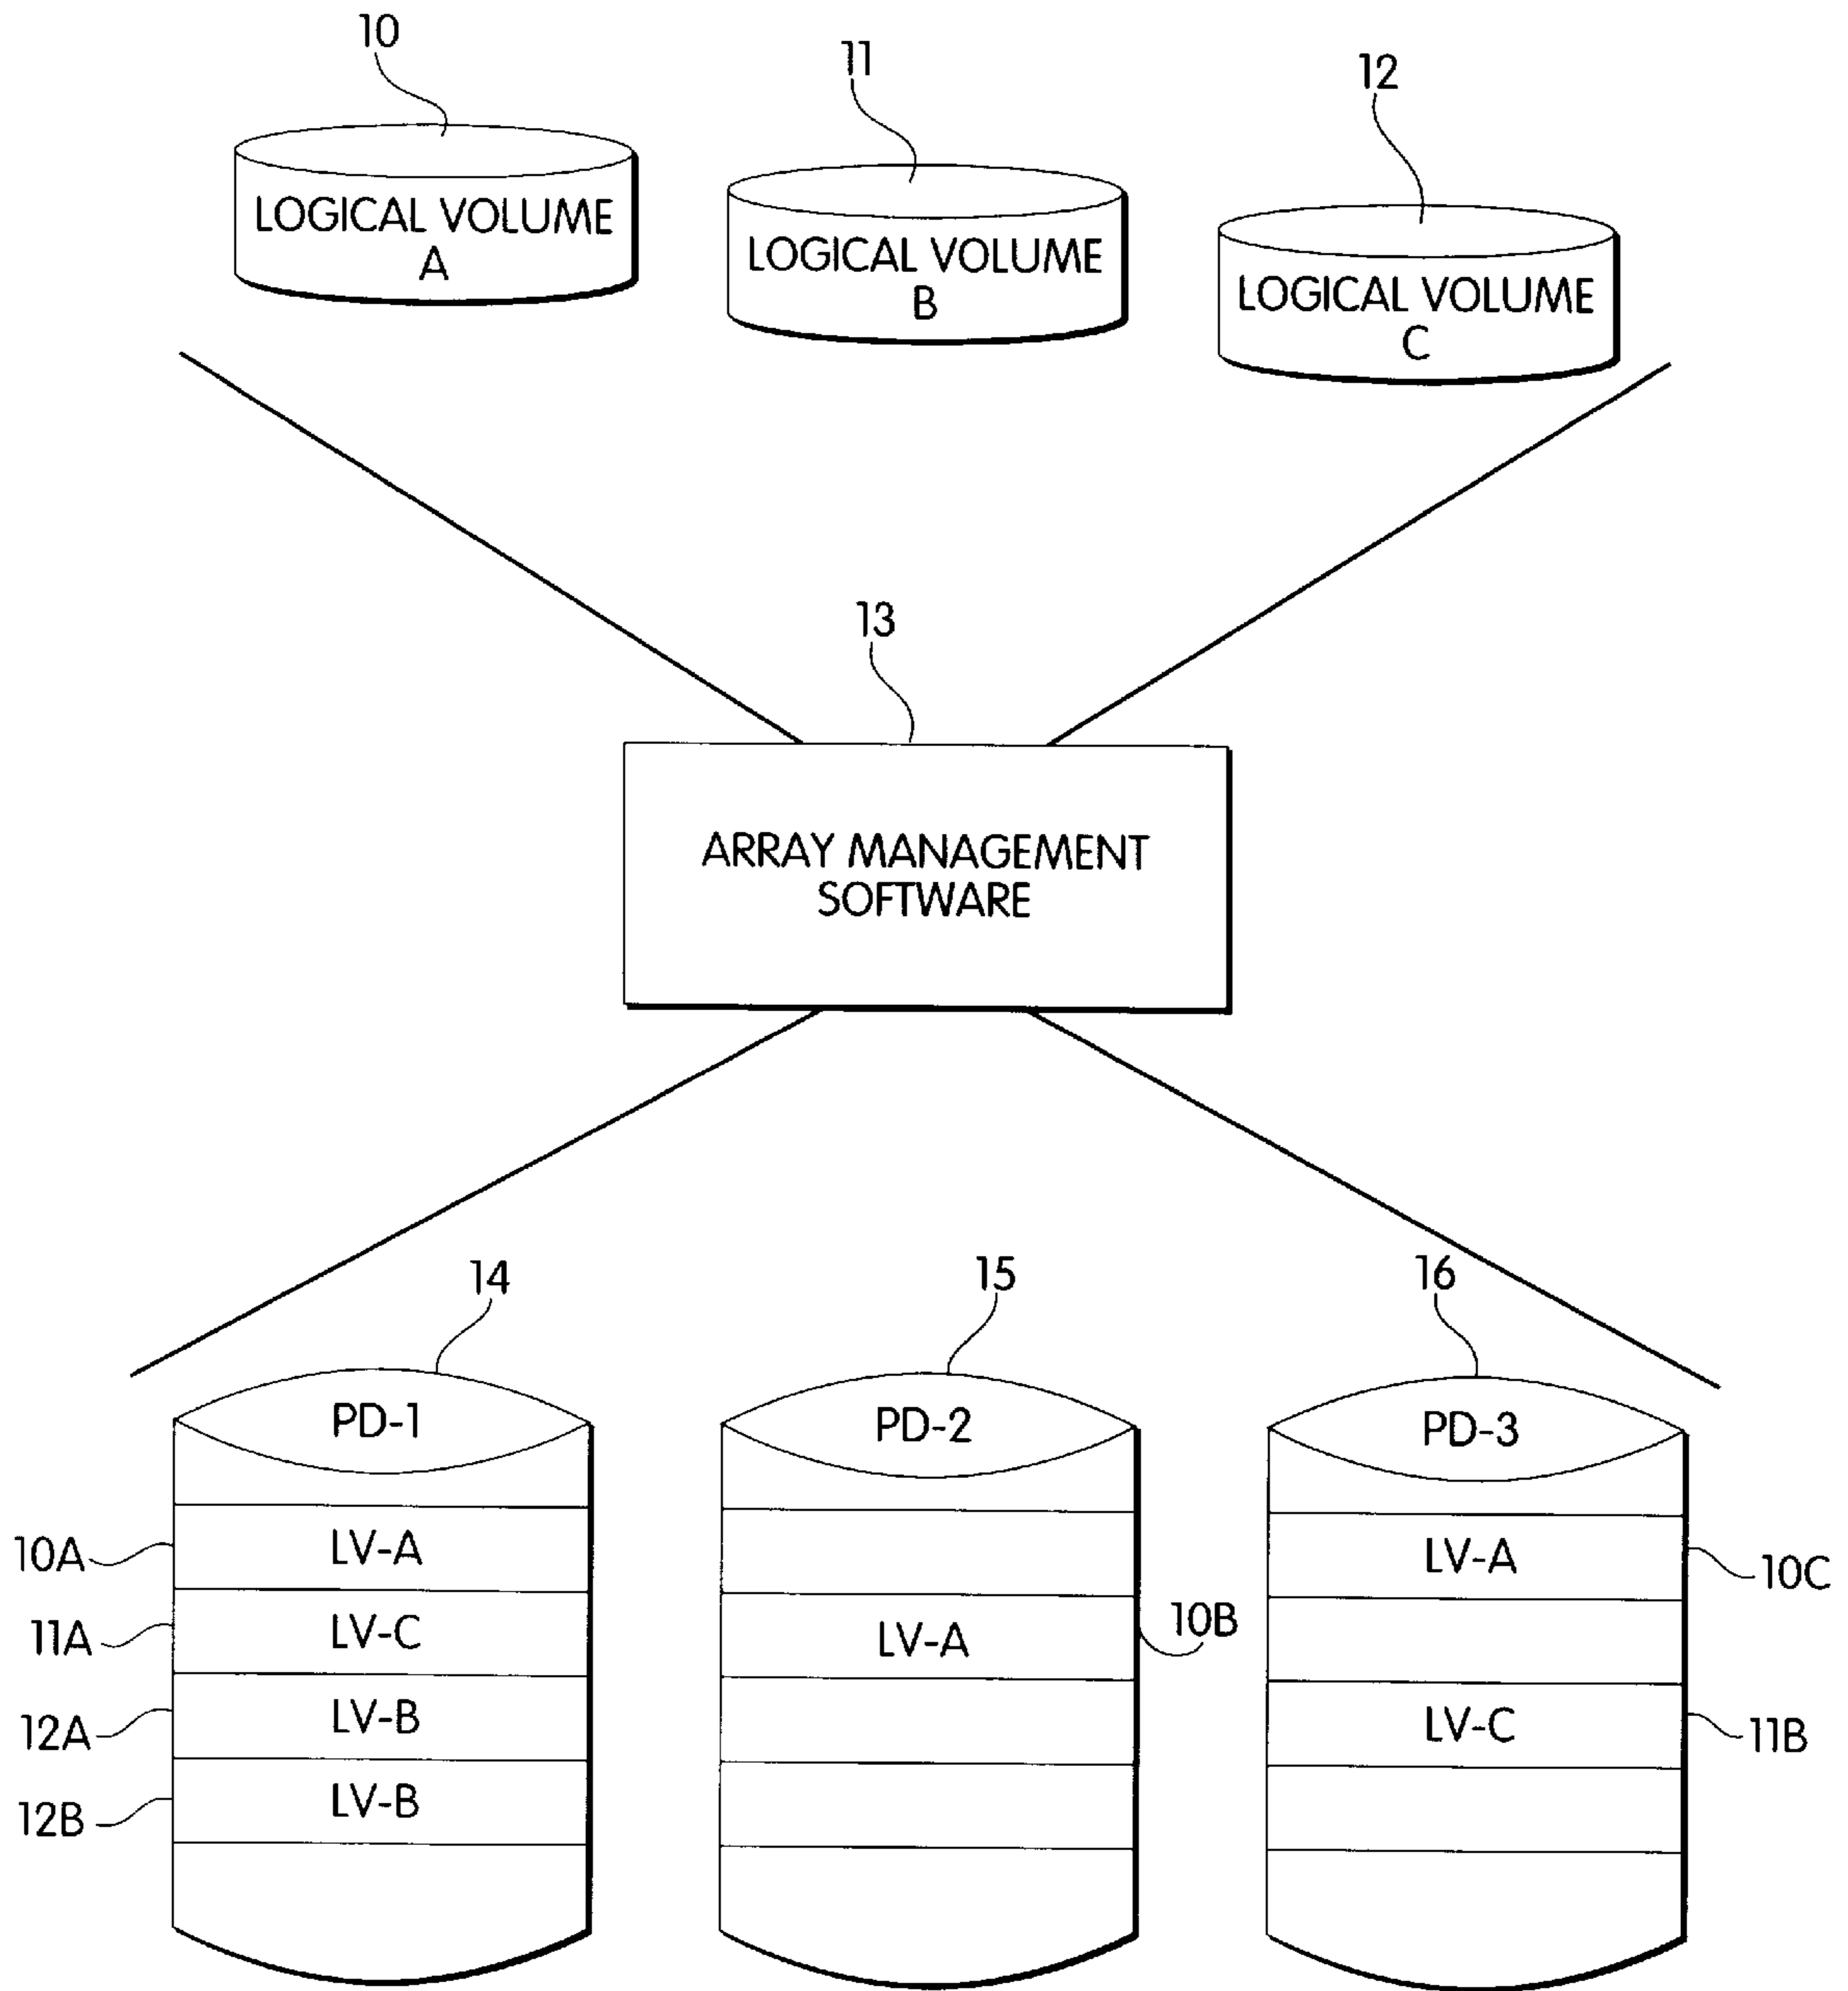 10
11
12
LOGICAL VOLUME
A
LOGICAL VOLUME
B
LOGICAL VOLUME
C
13
ARRAY MANAGEMENT
SOFTWARE
14
15
16
PD-1
PD-2
PD-3
10A
LV-A
LV-A
10C
11A
LV-C
LV-A
10B
12A
LV-B
LV-C
11B
12B
LV-B